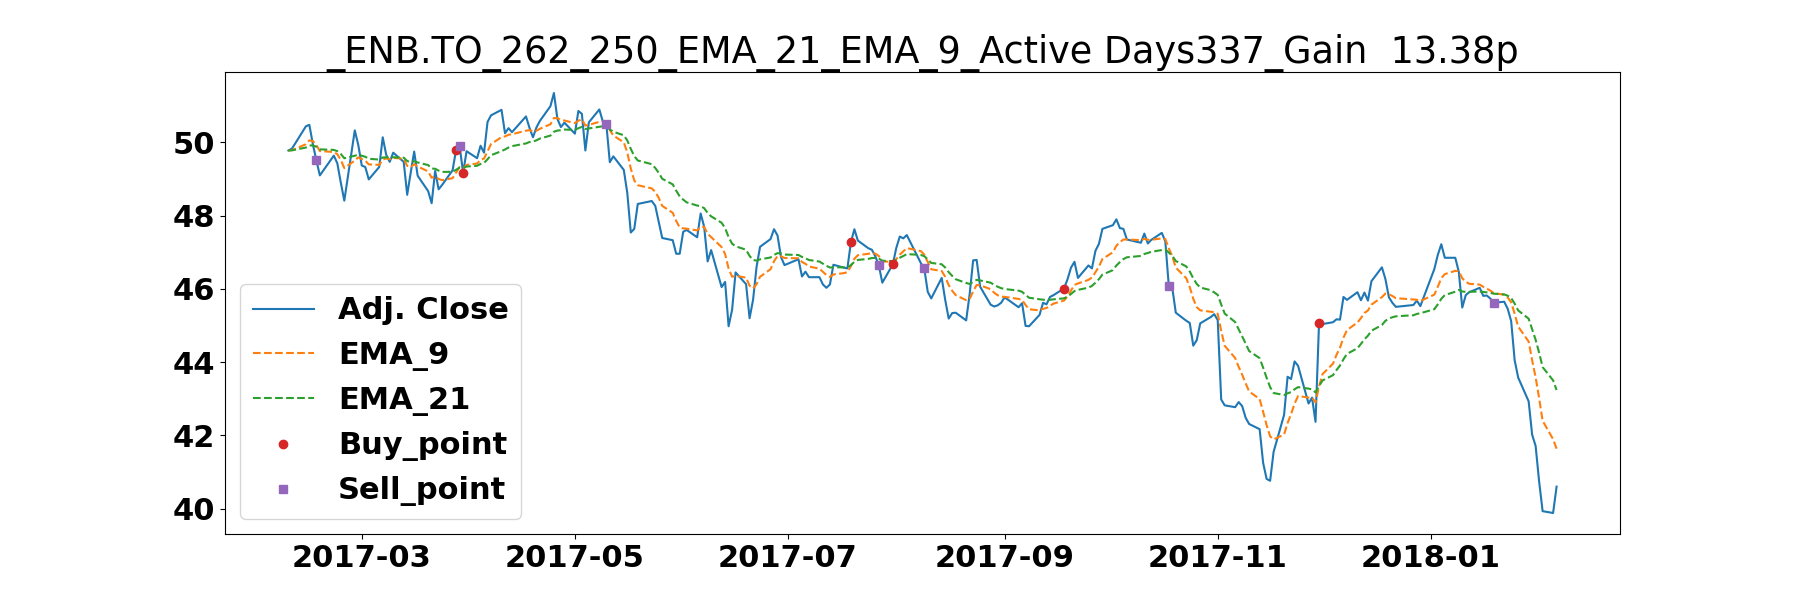 _ENB.TO_262_250_EMA_21_EMA_9_Active Days337_Gain  13.38p
50
48
46
44
42
40
Adj. Close
EMA_9
EMA_21
Buy_point
Sell_point
2017-03 2017-05 2017-07 2017-09 2017-11 2018-01